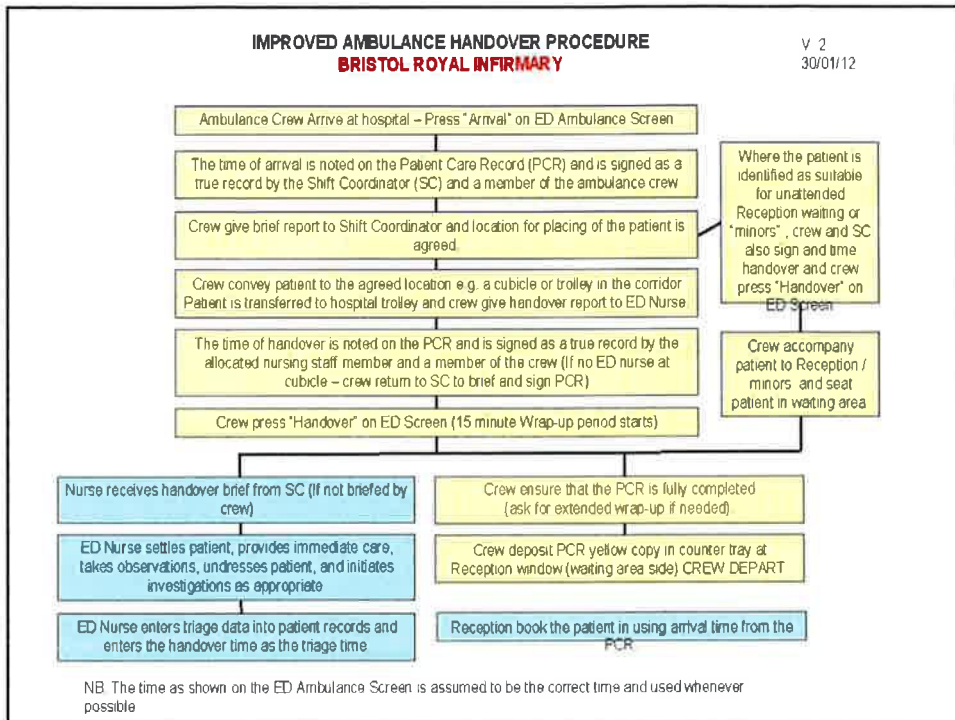 IMPROVED AMBULANCE HANDOVER PROCEDURE
BRISTOL ROYAL INFIRMARY
V 2
30/01/12
Ambulance Crew Arrive at hospital – Press "Arrival" on ED Ambulance Screen
The time of arrival is noted on the Patient Care Record (PCR) and is signed as a
true record by the Shift Coordinator (SC) and a member of the ambulance crew
Crew give brief report to Shift Coordinator and location for placing of the patient is
agreed.
Where the patient is
identified as suitable
for unattended
Reception waiting or
"minors" , crew and SC
also sign and time
handover and crew
press "Handover" on
ED Screen
Crew convey patient to the agreed location e.g. a cubicle or trolley in the corridor
Patient is transferred to hospital trolley and crew give handover report to ED Nurse
The time of handover is noted on the PCR and is signed as a true record by the
allocated nursing staff member and a member of the crew (If no ED nurse at
cubicle – crew return to SC to brief and sign PCR)
Crew accompany
patient to Reception /
minors and seat
patient in waiting area
Crew press "Handover" on ED Screen (15 minute Wrap-up period starts)
Nurse receives handover brief from SC (If not briefed by
crew)
ED Nurse settles patient, provides immediate care,
takes observations, undresses patient, and initiates
investigations as appropriate
ED Nurse enters triage data into patient records and
enters the handover time as the triage time
Crew ensure that the PCR is fully completed
(ask for extended wrap-up if needed)
Crew deposit PCR yellow copy in counter tray at
Reception window (waiting area side) CREW DEPART
Reception book the patient in using arrival time from the
PCR
NB. The time as shown on the ED Ambulance Screen is assumed to be the correct time and used whenever
possible